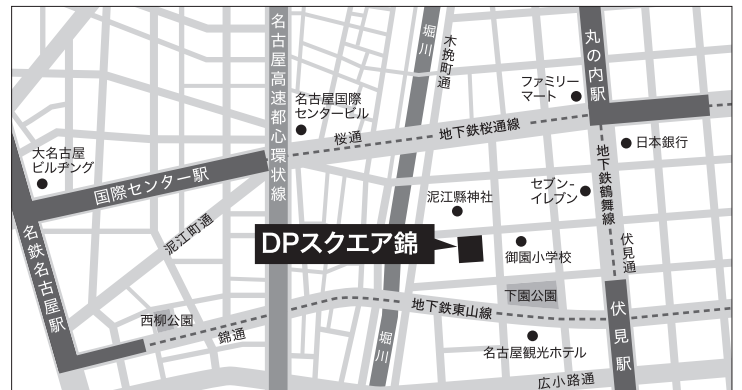 名古屋高速都心環状線
堀川
木挽町通
丸の内駅
ファミリー
マート
名古屋国際
センタービル
桜通
地下鉄桜通線
日本銀行
大名古屋
ビルヂング
国際センター駅
地下鉄鶴舞線
セブン-
イレブン
泥江縣神社
泥江町通
名鉄名古屋駅
DPスクエア錦
御園小学校
伏見通
下園公園
地下鉄東山線
伏見駅
西柳公園
錦通
堀川
名古屋観光ホテル
広小路通